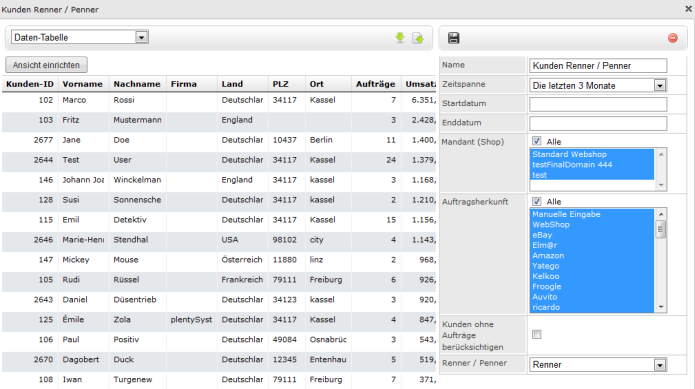 Kunden Renner / Penner
Daten-Tabelle
Ansicht einrichten
Kunden-ID Vorname Nachname Firma Land PLZ Ort Aufträge Umsatz
102 Marco Rossi Deutschlar 34117 Kassel 7 6.351,
103 Fritz Mustermann England 3 2.428,
2677 Jane Doe Deutschlar 10437 Berlin 11 1.400,
2644 Test User Deutschlar 34117 Kassel 24 1.379,
146 Johann Joa Winckelman England 34117 kassel 3 1.168,
128 Susi Sonnensche Deutschlar 34117 kassel 2 1.210,
115 Emil Detektiv Deutschlar 34117 Kassel 15 1.156,
2646 Marie-Henr Stendhal USA 98102 city 4 1.143,
147 Mickey Mouse Österreich 11880 linz 2 968,
105 Rudi Rüssel Frankreich 79111 Freiburg 6 926,
2643 Daniel Düsentrieb Deutschlar 34123 kassel 3 920,
125 Émile Zola plentySyst Deutschlar 34117 Kassel 4 847,
106 Paul Positiv Deutschlar 49084 Osnabrüc 3 543,
2670 Dagobert Duck Deutschlar 12345 Entenhau 5 519,
108 Iwan Turgenew Deutschlar 79111 Freiburg 7 371,
Name Kunden Renner / Penner
Zeitspanne Die letzten 3 Monate
Startdatum
Enddatum
Mandant (Shop) Alle
Standard Webshop
testFinalDomain 444
test
Auftragsherkunft Alle
Manuelle Eingabe
WebShop
eBay
Elm@r
Amazon
Yatego
Kelkoo
Froogle
Auvito
ricardo
Kunden ohne
Aufträge
berücksichtigen
Renner / Penner Renner